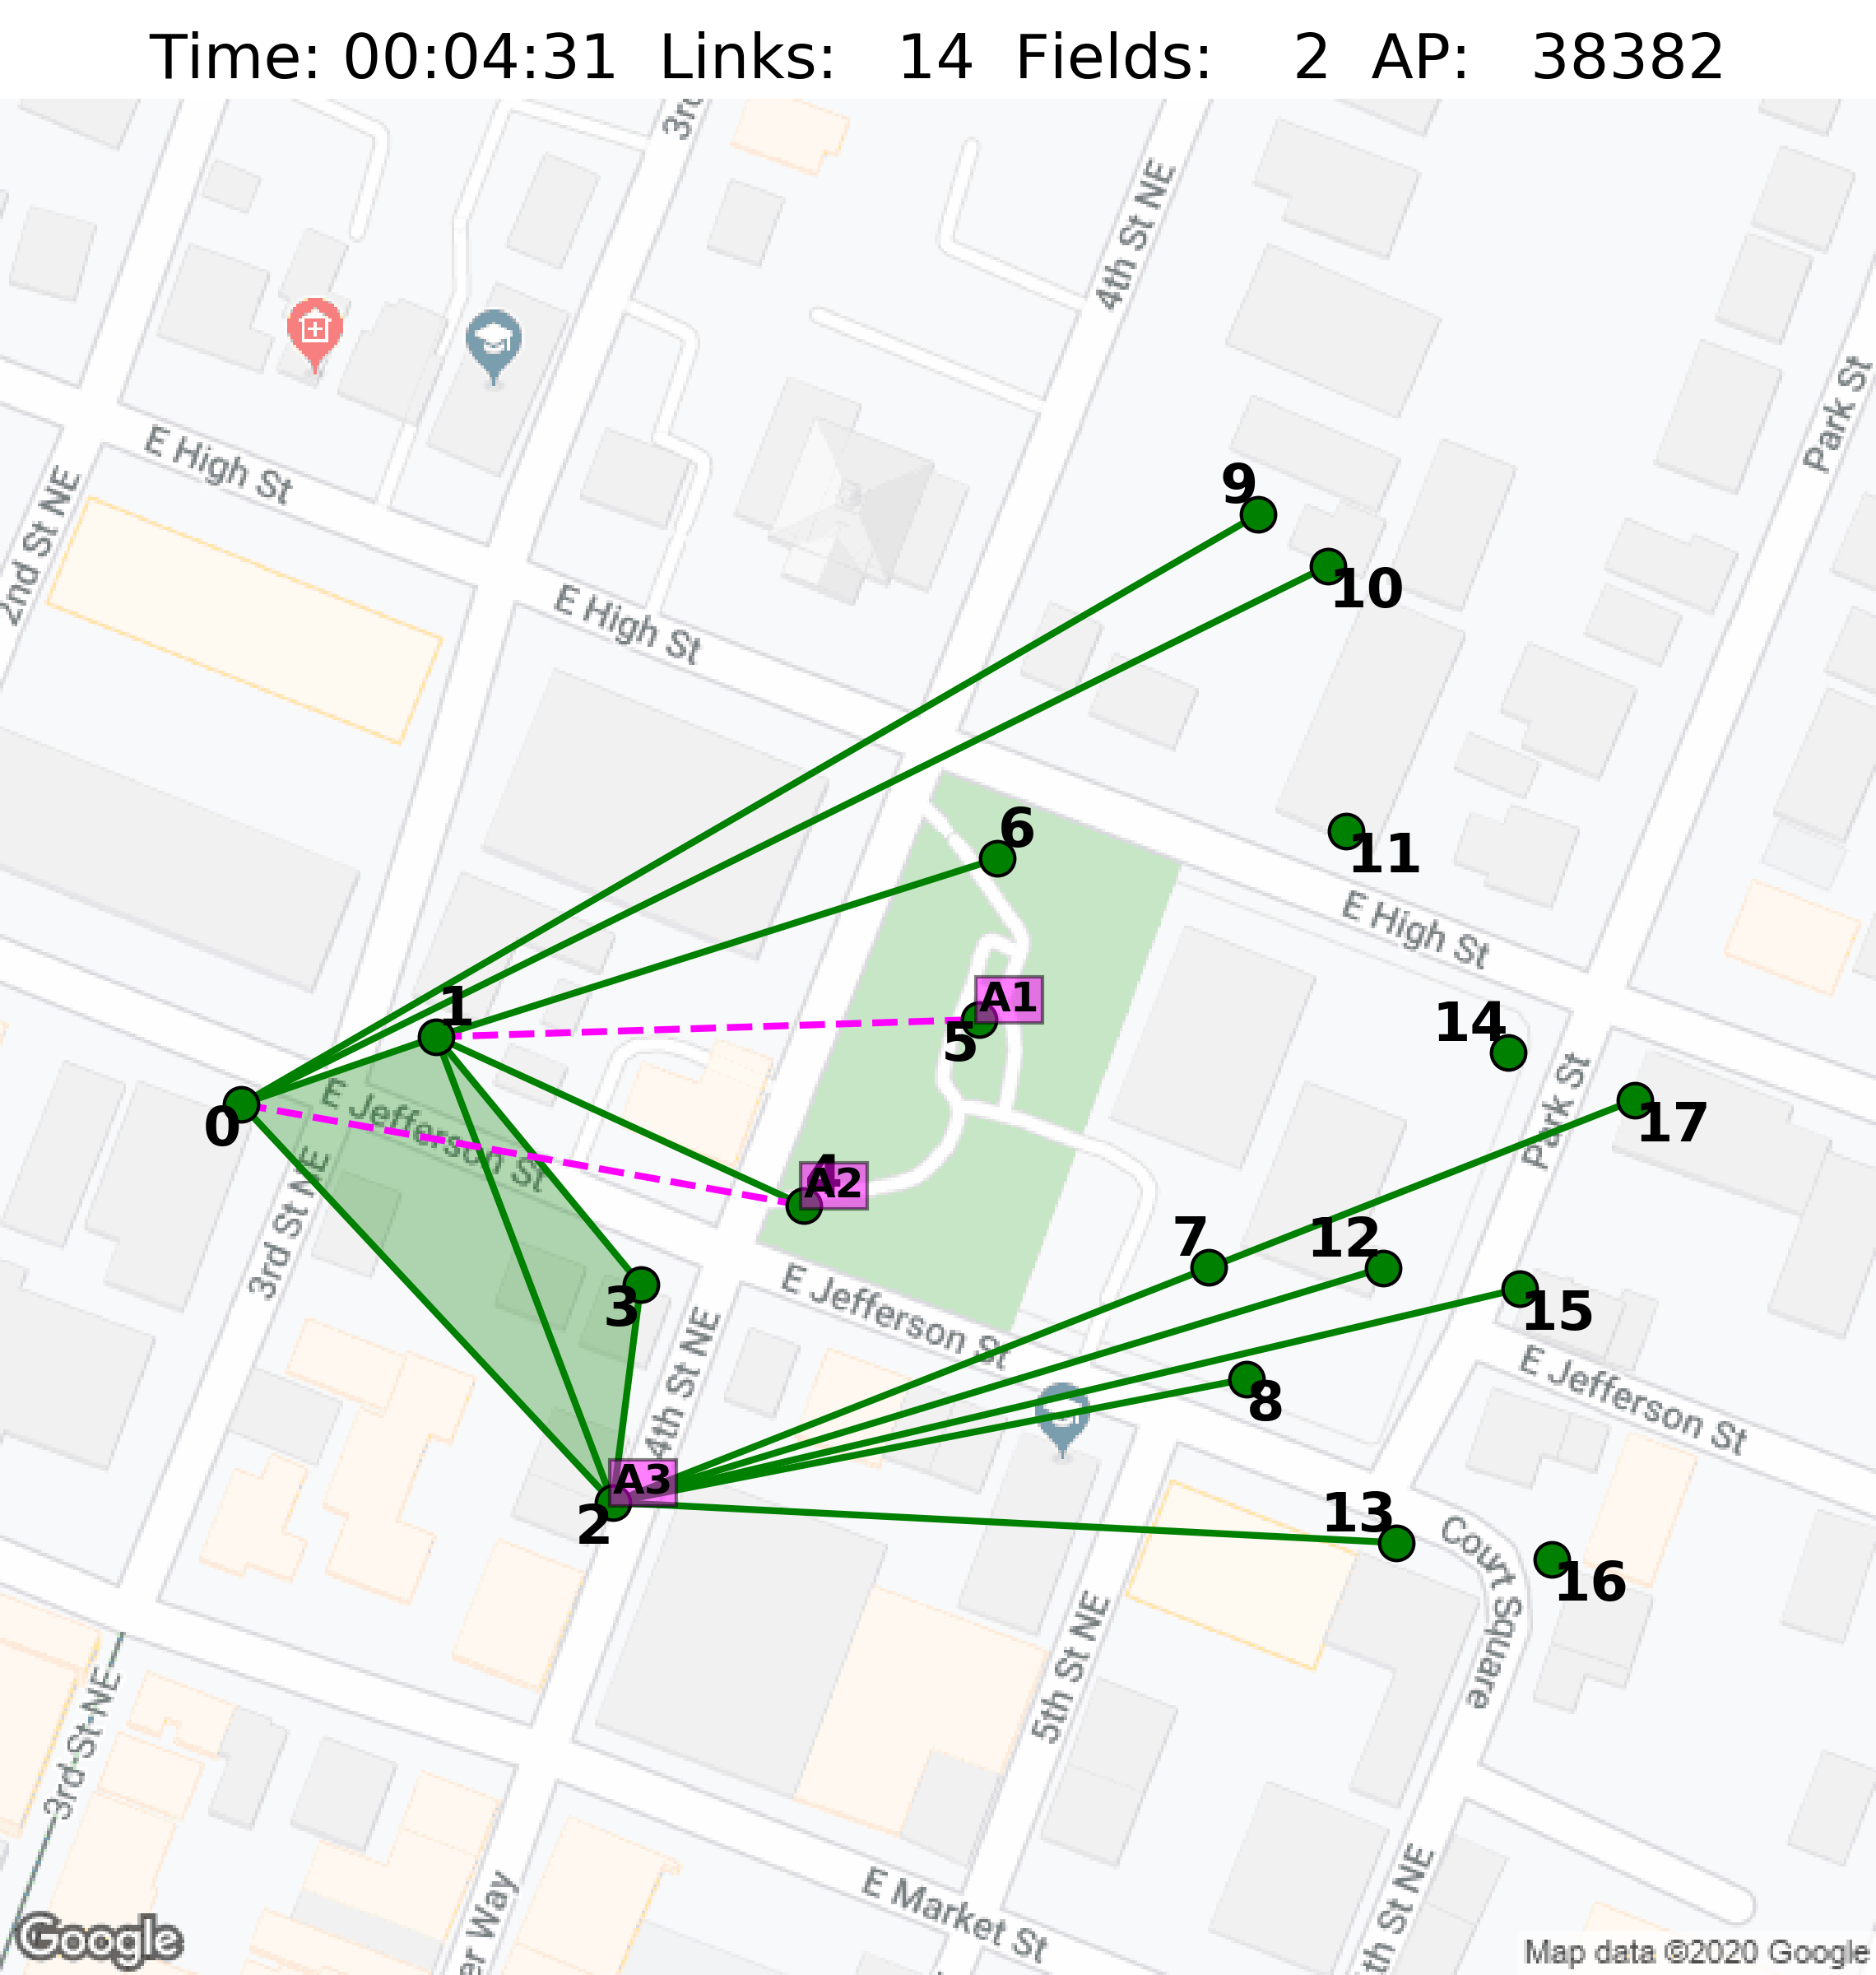 Time: 00:04:31 Links: 14 Fields: 2 AP: 38382
3rd
4th St NE
Park St
E High St
2nd St NE
9
10
E High St
6
11
E High St
1
A1
5
14
0
E Jefferson St
Park St
17
4
A2
3rd St NE
7
12
3
E Jefferson St
15
4th St NE
8
E Jefferson St
A3
2
13
Court Square
16
5th St NE
3rd St NE
E Market St
er Way
th St NE
Google
Map data ©2020 Google